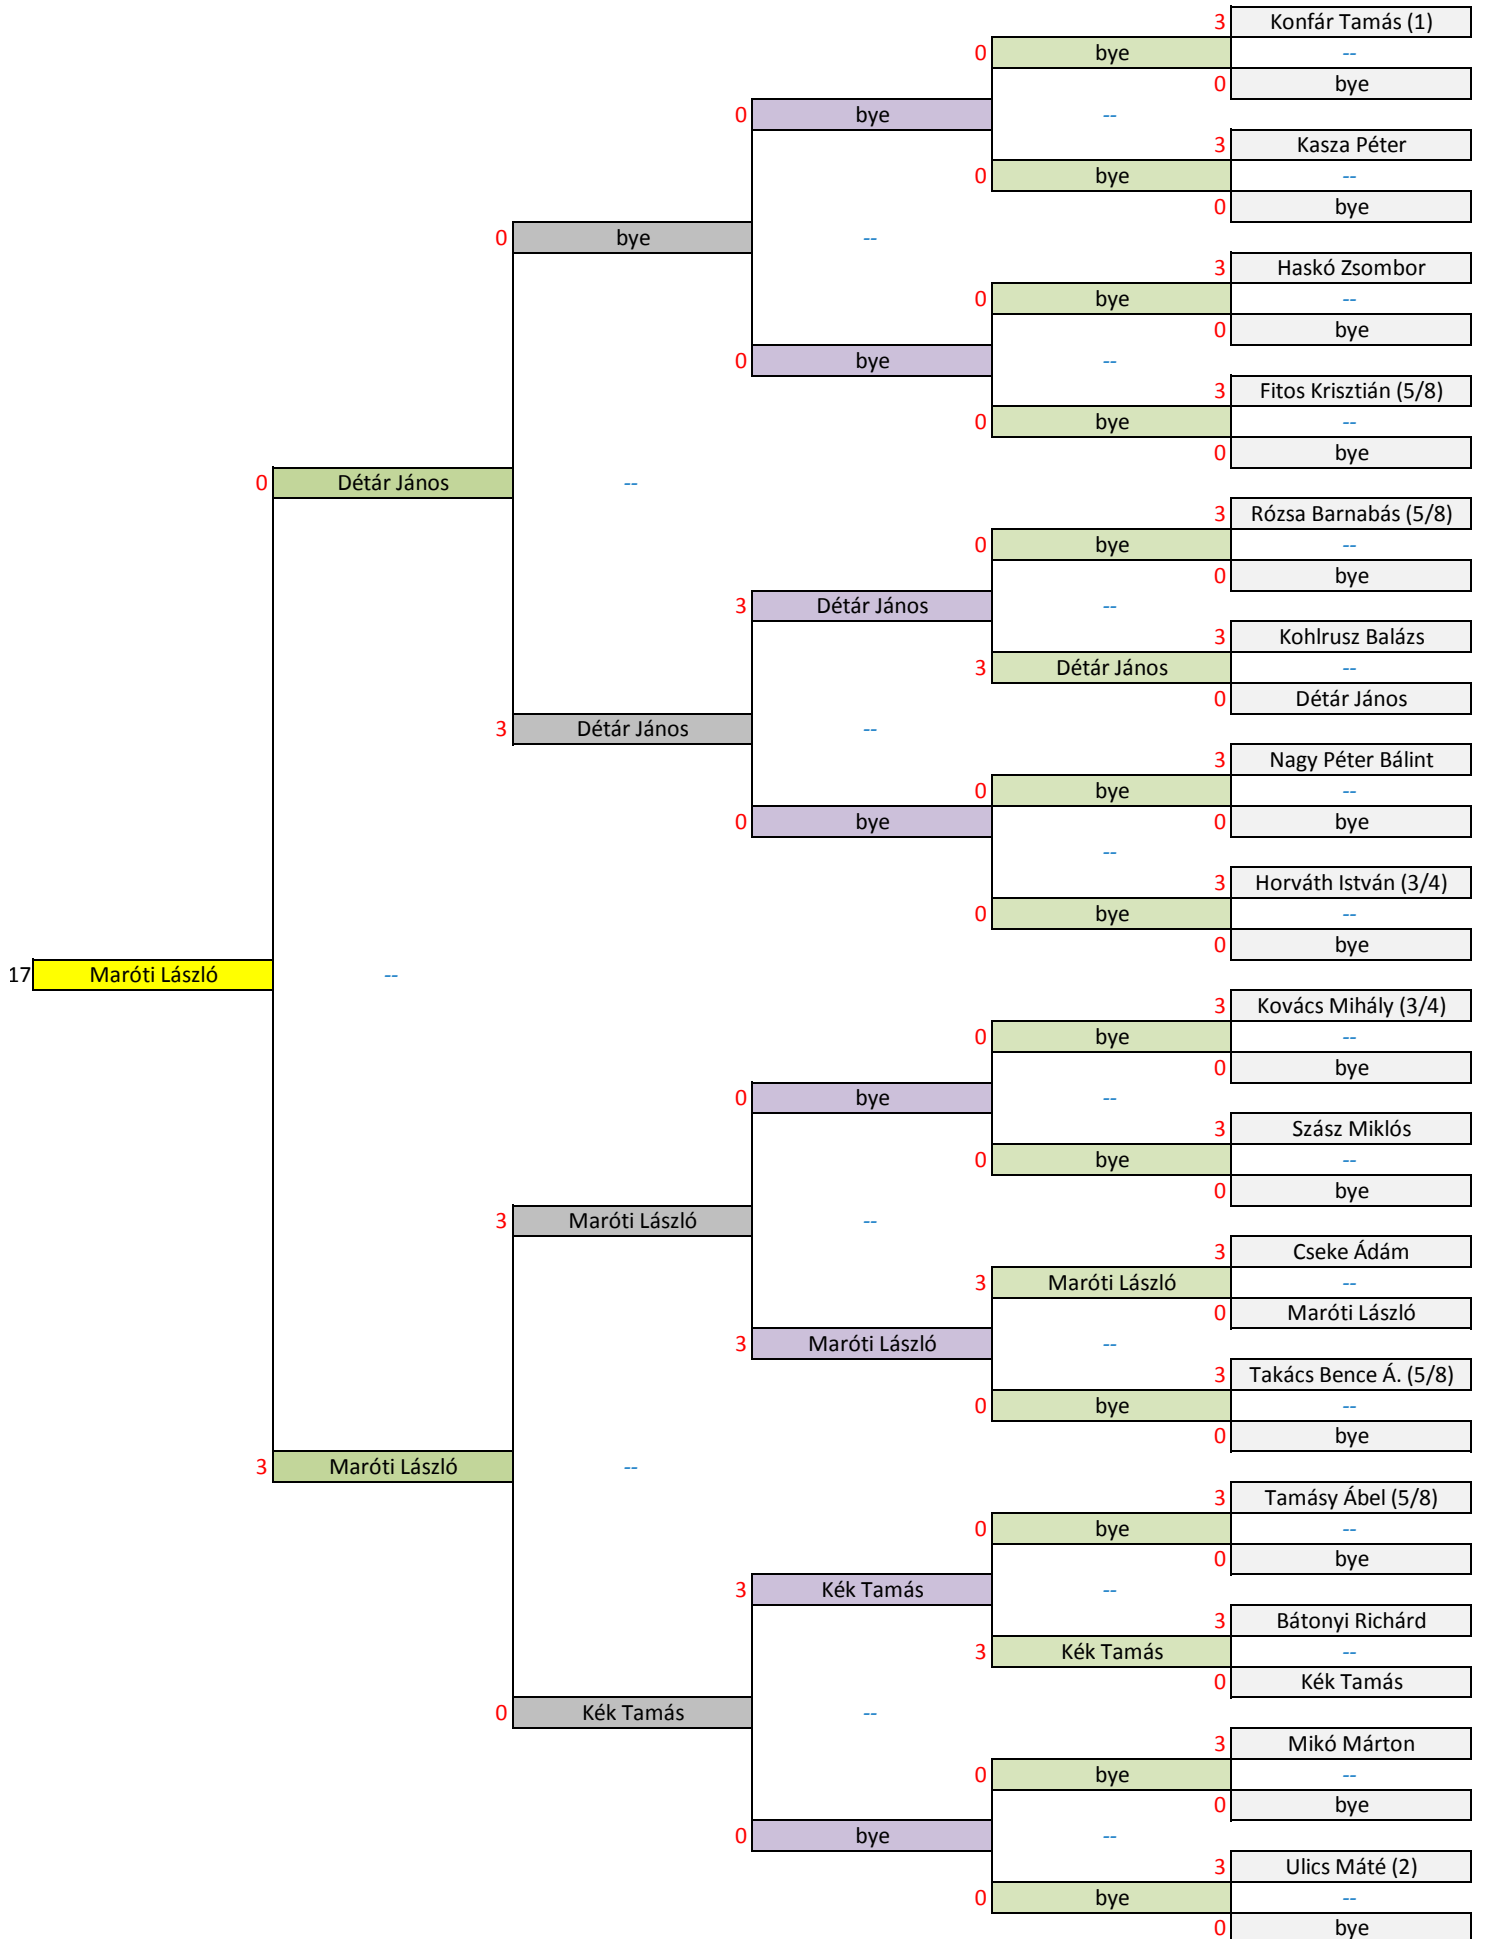 3 Konfár Tamás (1)
0 bye --
0 bye
0 bye --
3 Kasza Péter
0 bye --
0 bye
0 bye --
3 Haskó Zsombor
0 bye --
0 bye
0 bye --
3 Fitos Krisztián (5/8)
0 bye --
0 bye
0 Détár János --
3 Rózsa Barnabás (5/8)
0 bye --
0 bye
3 Détár János --
3 Kohlrusz Balázs
3 Détár János --
0 Détár János
3 Détár János --
3 Nagy Péter Bálint
0 bye --
0 bye 0 bye
--
3 Horváth István (3/4)
0 bye --
0 bye
17 Maróti László --
3 Kovács Mihály (3/4)
0 bye --
0 bye
0 bye --
3 Szász Miklós
0 bye --
0 bye
3 Maróti László --
3 Cseke Ádám
3 Maróti László --
0 Maróti László
3 Maróti László --
3 Takács Bence Á. (5/8)
0 bye --
0 bye
3 Maróti László --
3 Tamásy Ábel (5/8)
0 bye --
0 bye
3 Kék Tamás --
3 Bátonyi Richárd
3 Kék Tamás --
0 Kék Tamás
0 Kék Tamás --
3 Mikó Márton
0 bye --
0 bye
0 bye --
3 Ulics Máté (2)
0 bye --
0 bye